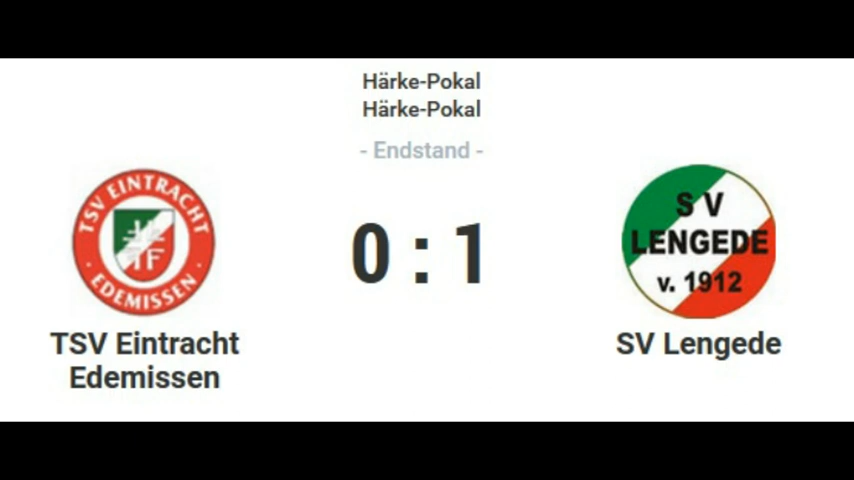 Härke-Pokal
Härke-Pokal
- Endstand -
TSV EINTRACHT
· EDEMISSEN ·
0 : 1
S V
LENGEDE
v. 1912
TSV Eintracht
Edemissen
SV Lengede